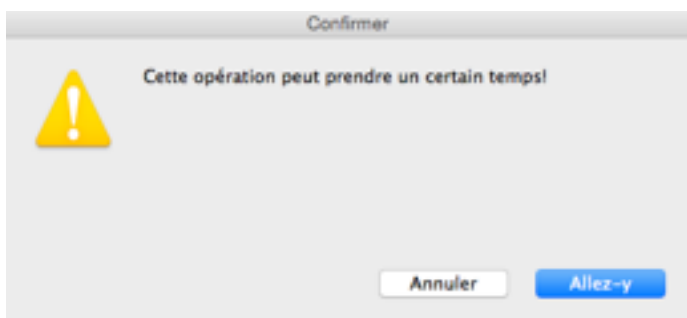 Confirmer
Cette opération peut prendre un certain temps!
Annuler
Allez-y